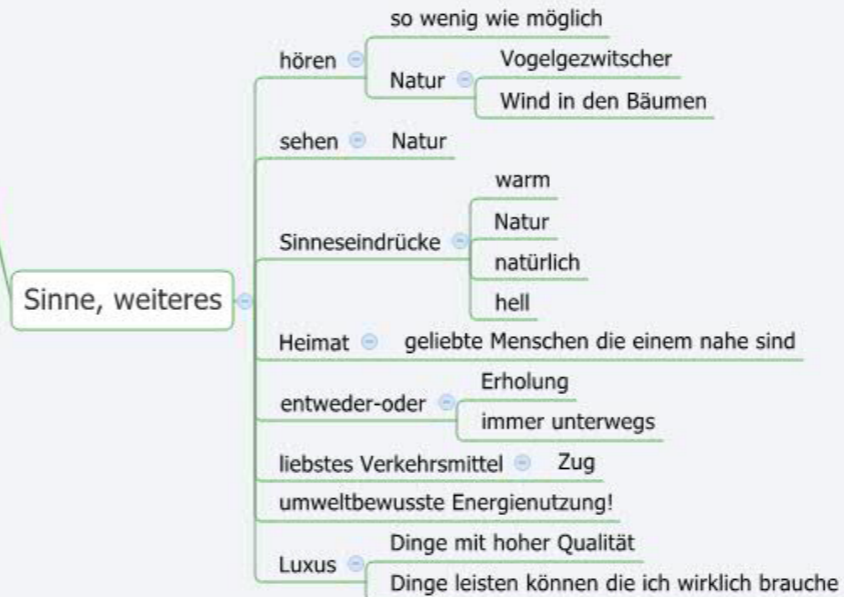 so wenig wie möglich
hören
Vogelgezwitscher
Natur
Wind in den Bäumen
sehen
Natur
warm
Natur
Sinneseindrücke
natürlich
hell
Sinne, weiteres
Heimat
geliebte Menschen die einem nahe sind
Erholung
entweder-oder
immer unterwegs
liebstes Verkehrsmittel
Zug
umweltbewusste Energienutzung!
Dinge mit hoher Qualität
Luxus
Dinge leisten können die ich wirklich brauche